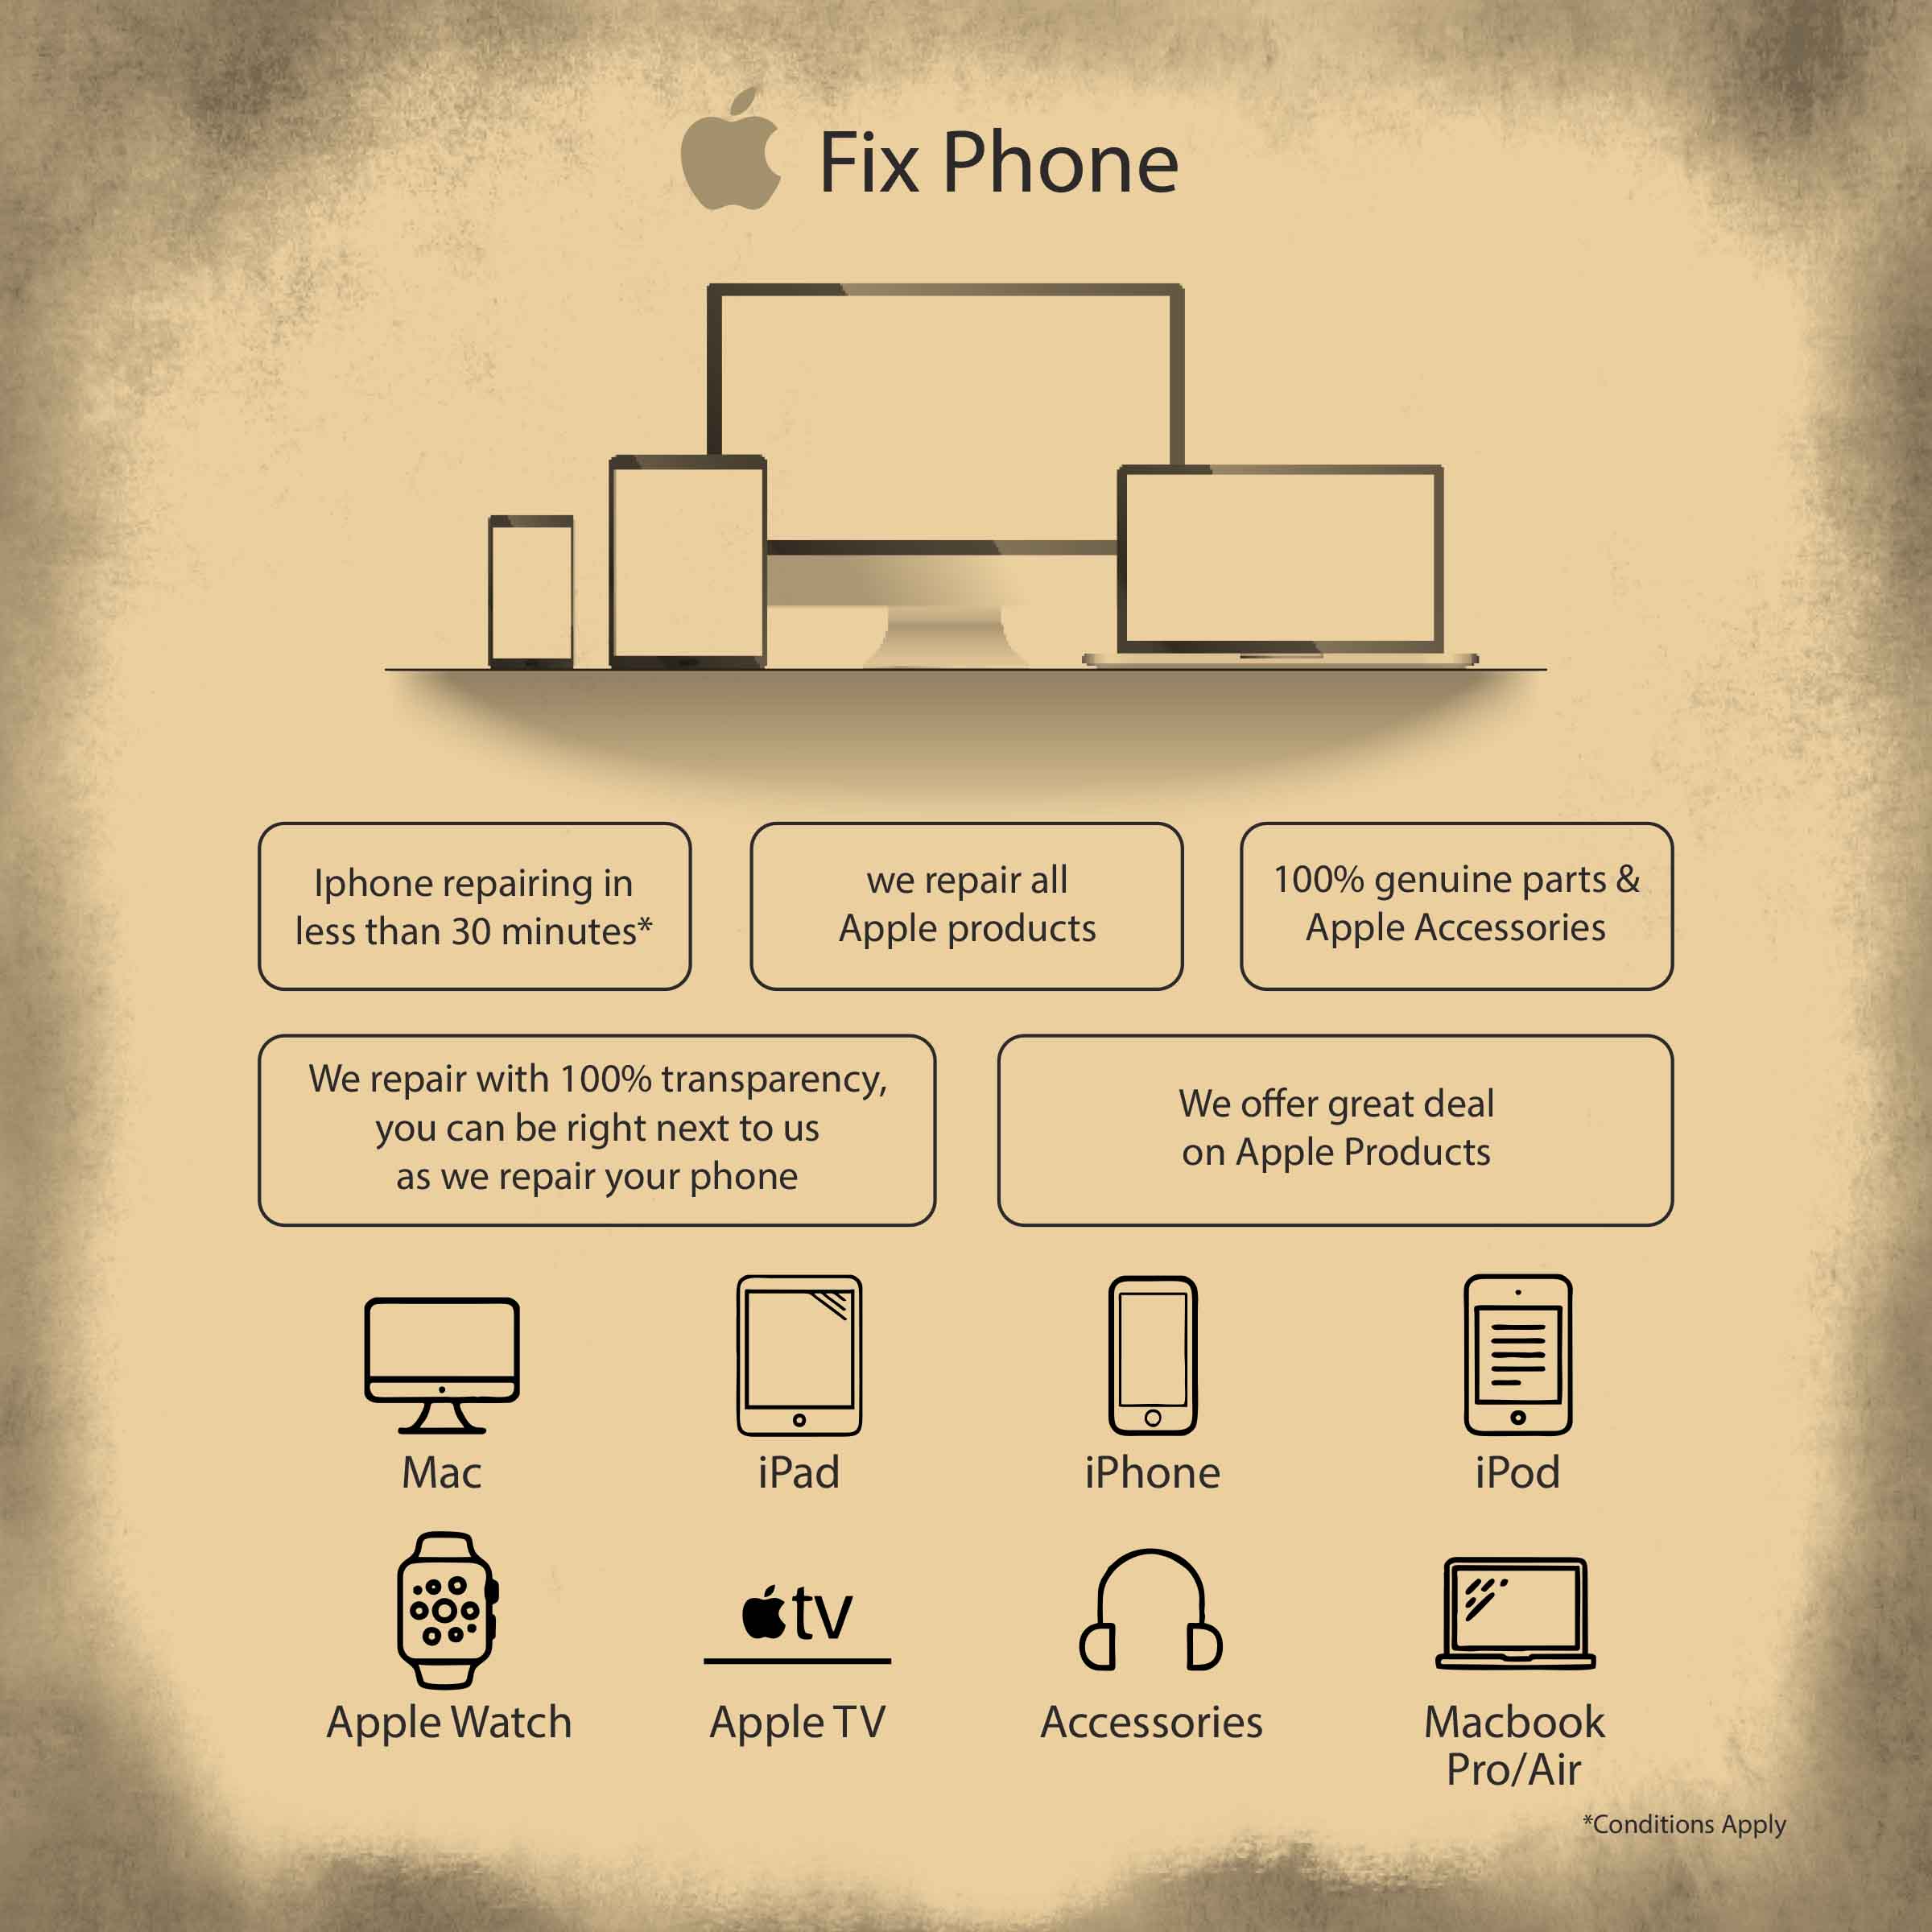 Fix Phone
Iphone repairing in
less than 30 minutes*
we repair all
Apple products
100% genuine parts &
Apple Accessories
We repair with 100% transparency,
you can be right next to us
as we repair your phone
We offer great deal
on Apple Products
Mac
iPad
iPhone
iPod
tv
Apple Watch
Apple TV
Accessories
Macbook
Pro/Air
*Conditions Apply